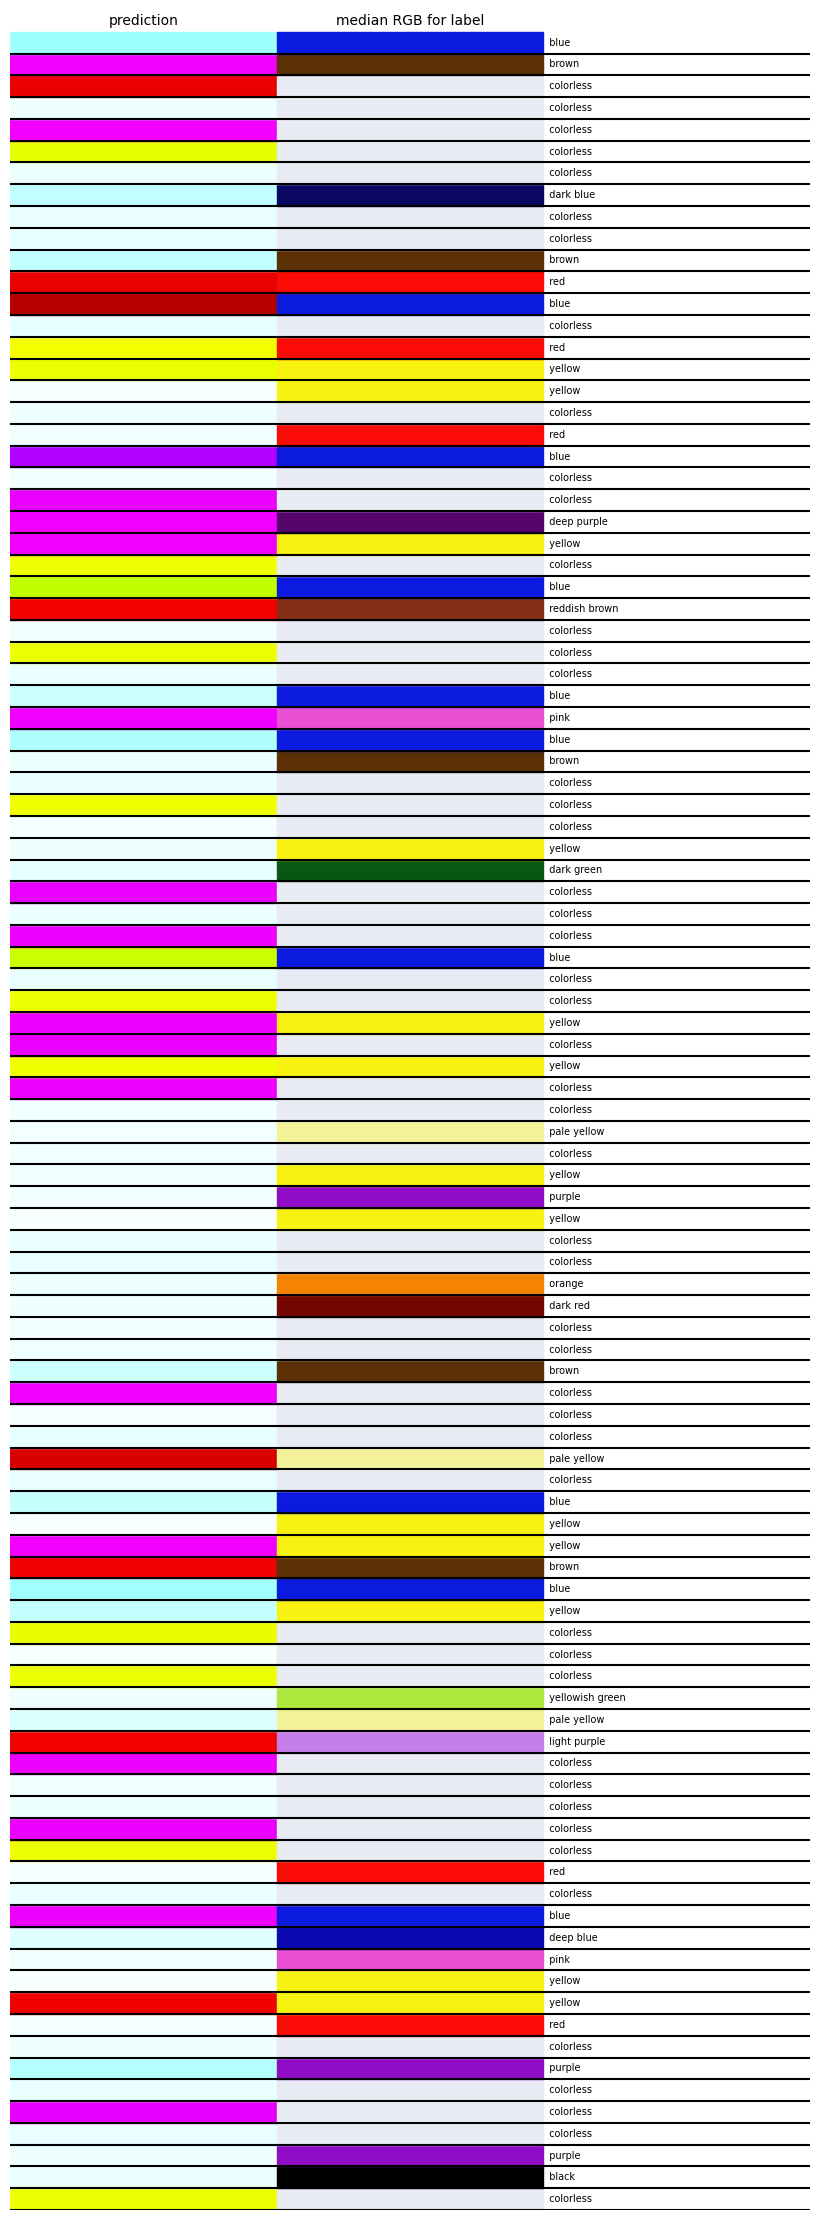 prediction median RGB for label
blue
brown
colorless
colorless
colorless
colorless
colorless
dark blue
colorless
colorless
brown
red
blue
colorless
red
yellow
yellow
colorless
red
blue
colorless
colorless
deep purple
yellow
colorless
blue
reddish brown
colorless
colorless
colorless
blue
pink
blue
brown
colorless
colorless
colorless
yellow
dark green
colorless
colorless
colorless
blue
colorless
colorless
yellow
colorless
yellow
colorless
colorless
pale yellow
colorless
yellow
purple
yellow
colorless
colorless
orange
dark red
colorless
colorless
brown
colorless
colorless
colorless
pale yellow
colorless
blue
yellow
yellow
brown
blue
yellow
colorless
colorless
colorless
yellowish green
pale yellow
light purple
colorless
colorless
colorless
colorless
colorless
red
colorless
blue
deep blue
pink
yellow
yellow
red
colorless
purple
colorless
colorless
colorless
purple
black
colorless